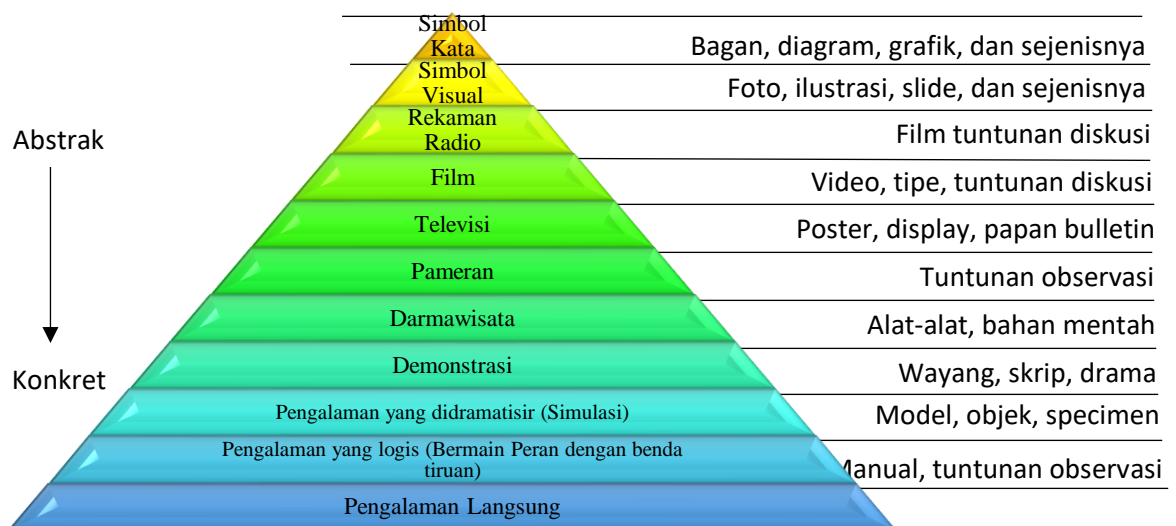 Simbol
Kata
Bagan, diagram, grafik, dan sejenisnya
Simbol
Visual
Foto, ilustrasi, slide, dan sejenisnya
Rekaman
Radio
Film tuntunan diskusi
Abstrak
Film
Video, tipe, tuntunan diskusi
Televisi
Poster, display, papan bulletin
Pameran
Tuntunan observasi
Darmawisata
Alat-alat, bahan mentah
Demonstrasi
Konkret
Wayang, skrip, drama
Pengalaman yang didramatisir (Simulasi)
Model, objek, specimen
Pengalaman yang logis (Bermain Peran dengan benda
tiruan)
Manual, tuntunan observasi
Pengalaman Langsung